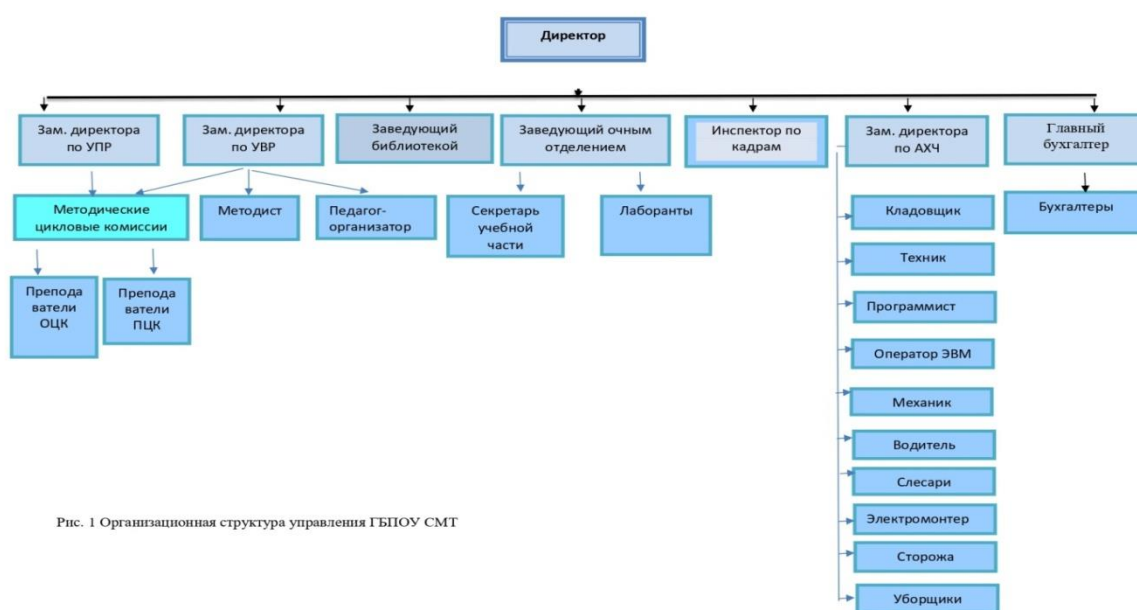 Директор
Зам. директора
по УПР
Зам. директора
по УВР
Заведующий
библиотекой
Заведующий очным
отделением
Инспектор по
кадрам
Зам. директора
по АХЧ
Главный
бухгалтер
Методические
цикловые комиссии
Методист
Педагог-
организатор
Секретарь
учебной
части
Лаборанты
Кладовщик
Бухгалтеры
Техник
Препода
ватели
ОЦК
Препода
ватели
ПЦК
Программист
Оператор ЭВМ
Механик
Водитель
Слесари
Электромонтер
Сторожа
Уборщики
Рис. 1 Организационная структура управления ГБПОУ СМТ